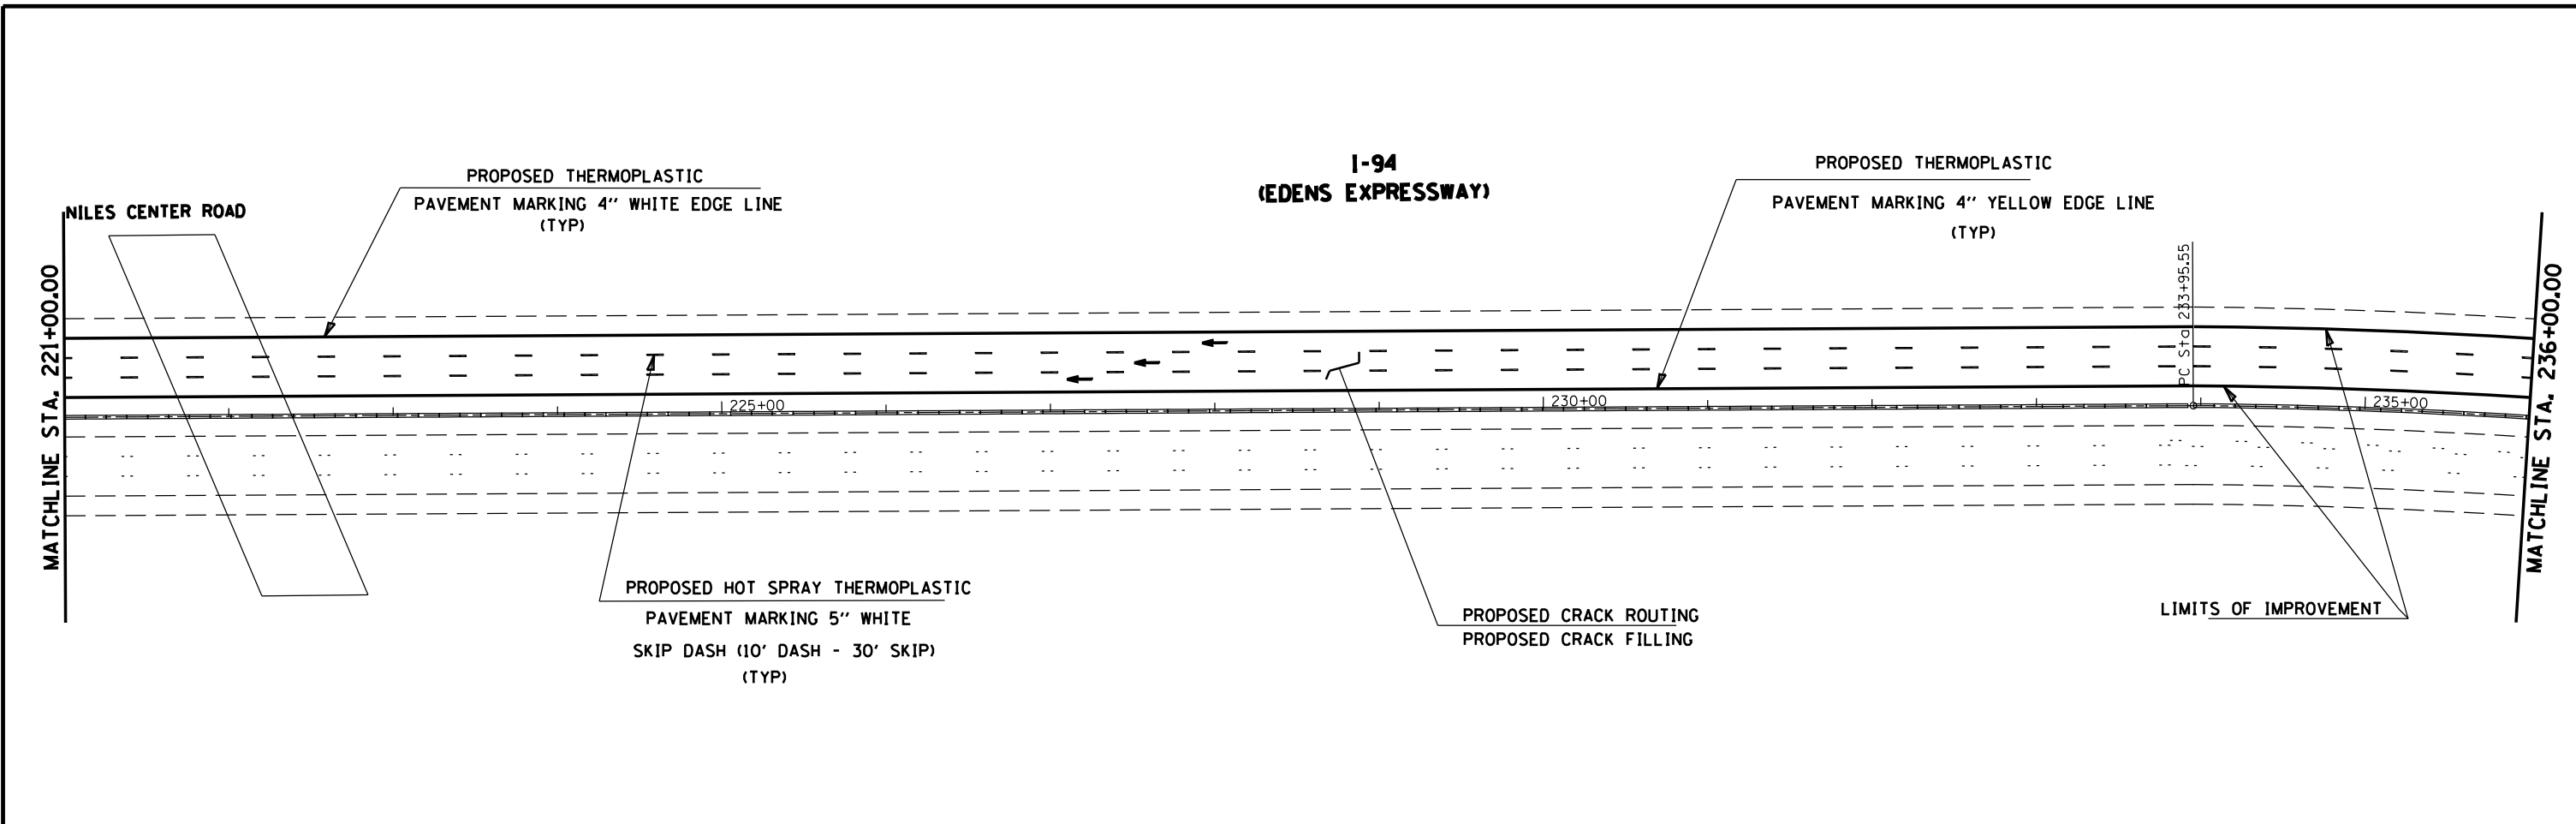 I-94
(EDENS EXPRESSWAY)
NILES CENTER ROAD
PROPOSED THERMOPLASTIC
PAVEMENT MARKING 4" WHITE EDGE LINE
(TYP)
PROPOSED THERMOPLASTIC
PAVEMENT MARKING 4" YELLOW EDGE LINE
(TYP)
MATCHLINE STA. 221+00.00
PC Sta 233+95.55
MATCHLINE STA. 236+00.00
225+00
230+00
235+00
PROPOSED HOT SPRAY THERMOPLASTIC
PAVEMENT MARKING 5" WHITE
SKIP DASH (10' DASH - 30' SKIP)
(TYP)
PROPOSED CRACK ROUTING
PROPOSED CRACK FILLING
LIMITS OF IMPROVEMENT